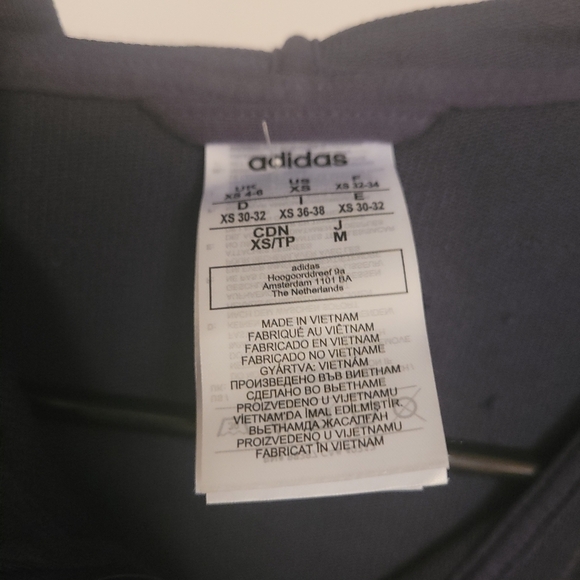 adidas
UK US F
XS 4-6 XS XS 32-34
D I E
XS 30-32 XS 36-38 XS 30-32
CDN J
XS/TP M
adidas
Hoogoorddreef 9a
Amsterdam 1101 BA
The Netherlands
MADE IN VIETNAM
FABRIQUÉ AU VIÊTNAM
FABRICADO EN VIETNAM
FABRICADO NO VIETNAME
GYÁRTVA: VIETNAM
ПРОИЗВЕДЕНО ВЪВ ВИЕТНАМ
СДЕЛАНО ВО ВЬЕТНАМЕ
PROIZVEDENO U VIJETNAMU
VİETNAM'DA İMAL EDİLMİŞTİR.
ВЬЕТНАМДА ЖАСАЛҒАН
PROIZVEDENO U VIJETNAMU
FABRICAT ÎN VIETNAM